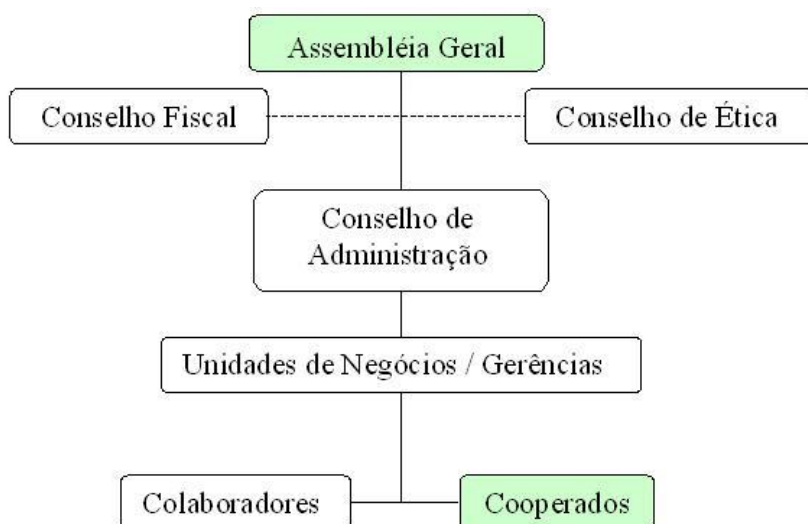 Assembléia Geral
Conselho Fiscal
Conselho de Ética
Conselho de
Administração
Unidades de Negócios / Gerências
Colaboradores
Cooperados